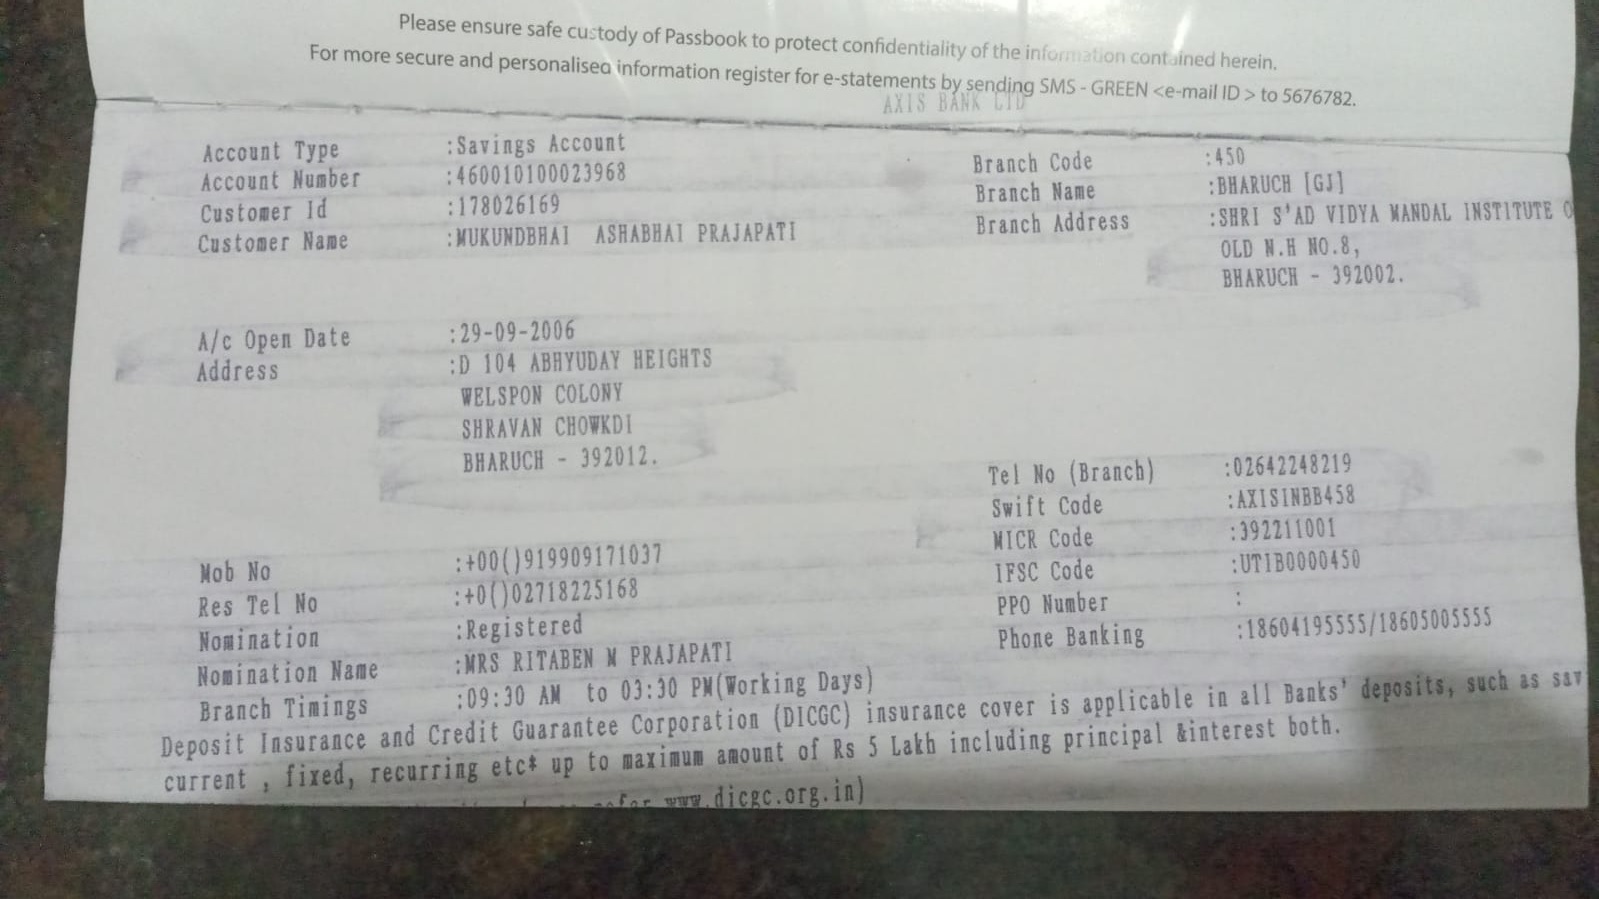 Please ensure safe custody of Passbook to protect confidentiality of the information contained herein.
For more secure and personalised information register for e-statements by sending SMS - GREEN <e-mail ID > to 5676782.
AXIS BANK LTD
Account Type :Savings Account
Account Number :460010100023968
Customer Id :178026169
Customer Name :MUKUNDBHAI ASHABHAI PRAJAPATI
Branch Code :450
Branch Name :BHARUCH [GJ]
Branch Address :SHRI S'AD VIDYA MANDAL INSTITUTE O
OLD N.H NO.8,
BHARUCH - 392002.
A/c Open Date :29-09-2006
Address :D 104 ABHYUDAY HEIGHTS
WELSPON COLONY
SHRAVAN CHOWKDI
BHARUCH - 392012.
Tel No (Branch) :02642248219
Swift Code :AXISINBB458
MICR Code :392211001
IFSC Code :UTIB0000450
PPO Number :
Phone Banking :18604195555/18605005555
Mob No :+00()919909171037
Res Tel No :+0()02718225168
Nomination :Registered
Nomination Name :MRS RITABEN M PRAJAPATI
Branch Timings :09:30 AM to 03:30 PM(Working Days)
Deposit Insurance and Credit Guarantee Corporation (DICGC) insurance cover is applicable in all Banks' deposits, such as sav
current , fixed, recurring etc* up to maximum amount of Rs 5 Lakh including principal &interest both.
refer www.dicgc.org.in)